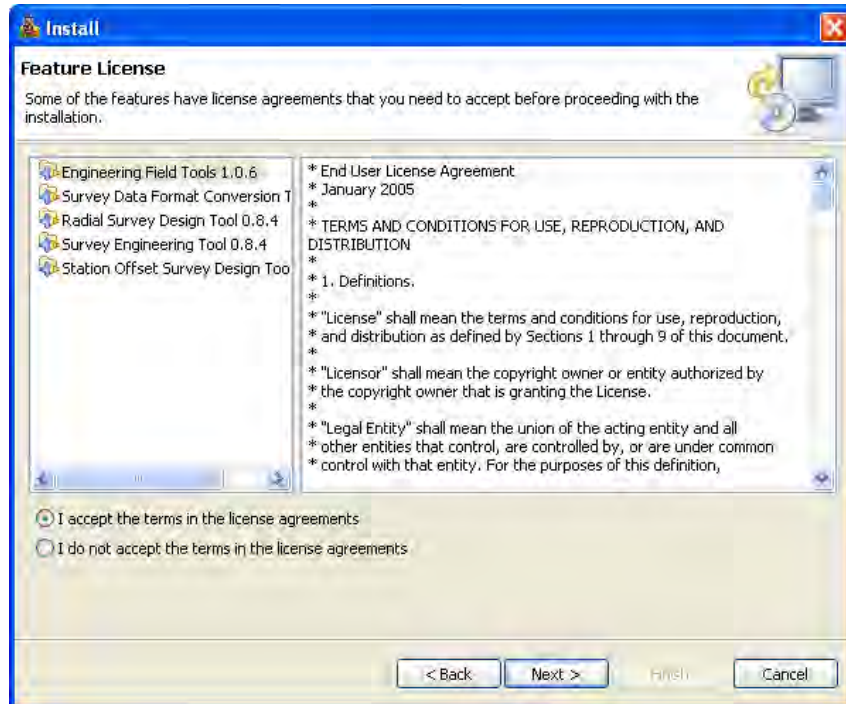 Install
Feature License
Some of the features have license agreements that you need to accept before proceeding with the
installation.
Engineering Field Tools 1.0.6
Survey Data Format Conversion T
Radial Survey Design Tool 0.8.4
Survey Engineering Tool 0.8.4
Station Offset Survey Design Too
* End User License Agreement
* January 2005
*
* TERMS AND CONDITIONS FOR USE, REPRODUCTION, AND
DISTRIBUTION
*
* 1. Definitions.
*
* "License" shall mean the terms and conditions for use, reproduction,
* and distribution as defined by Sections 1 through 9 of this document.
*
* "Licensor" shall mean the copyright owner or entity authorized by
* the copyright owner that is granting the License.
*
* "Legal Entity" shall mean the union of the acting entity and all
* other entities that control, are controlled by, or are under common
* control with that entity. For the purposes of this definition,
I accept the terms in the license agreements
I do not accept the terms in the license agreements
< Back
Next >
Finish
Cancel